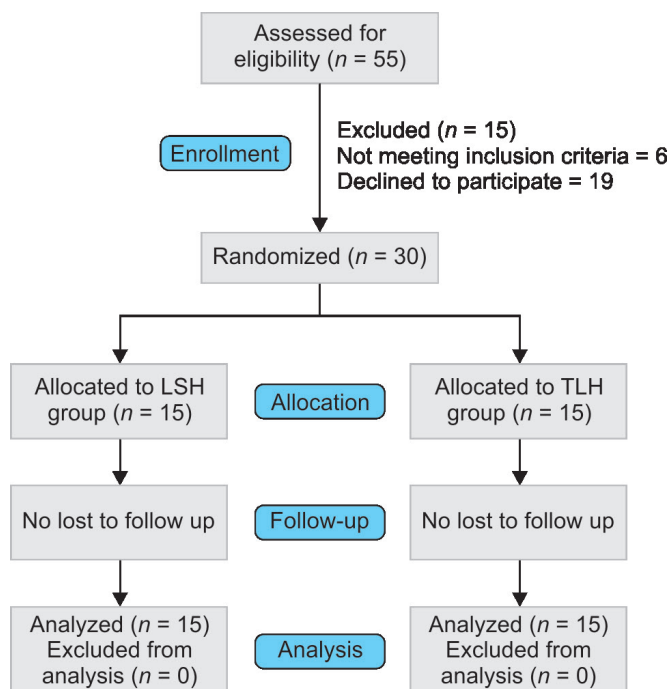 Assessed for
eligibility (n = 55)
Enrollment
Excluded (n = 15)
Not meeting inclusion criteria = 6
Declined to participate = 19
Randomized (n = 30)
Allocated to LSH
group (n = 15)
Allocation
Allocated to TLH
group (n = 15)
No lost to follow up
Follow-up
No lost to follow up
Analyzed (n = 15)
Excluded from
analysis (n = 0)
Analysis
Analyzed (n = 15)
Excluded from
analysis (n = 0)